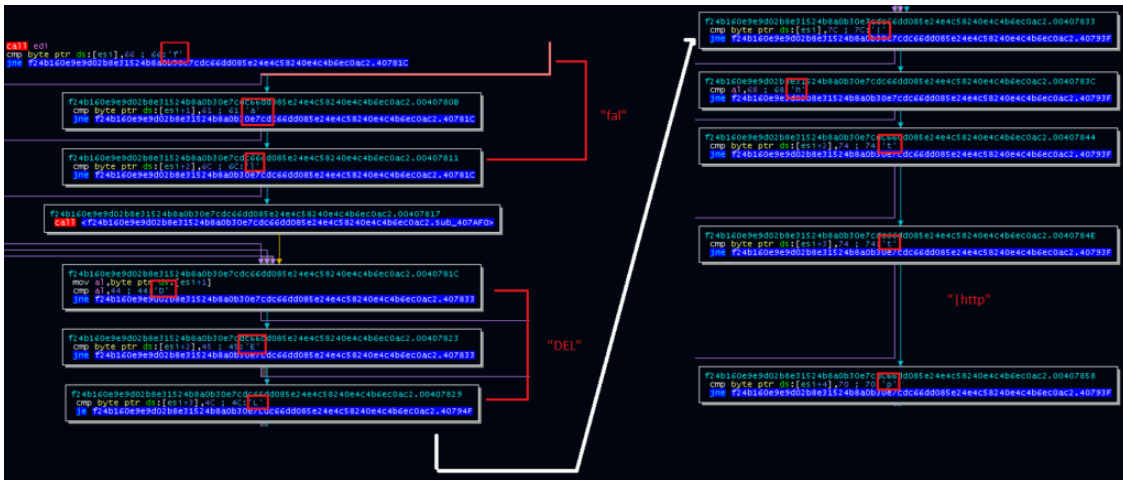 call edi
cmp byte ptr ds:[esi],66 ; 66:'f'
jne f24b160e9e9d02b8e31524b8a0b30e7cdc66dd085e24e4c58240e4c4b6ec0ac2.40781C
f24b160e9e9d02b8e31524b8a0b30e7cdc66dd085e24e4c58240e4c4b6ec0ac2.0040780B
cmp byte ptr ds:[esi+1],61 ; 61:'a'
jne f24b160e9e9d02b8e31524b8a0b30e7cdc66dd085e24e4c58240e4c4b6ec0ac2.40781C
"fal"
f24b160e9e9d02b8e31524b8a0b30e7cdc66dd085e24e4c58240e4c4b6ec0ac2.00407811
cmp byte ptr ds:[esi+2],6C ; 6C:'l'
jne f24b160e9e9d02b8e31524b8a0b30e7cdc66dd085e24e4c58240e4c4b6ec0ac2.40781C
f24b160e9e9d02b8e31524b8a0b30e7cdc66dd085e24e4c58240e4c4b6ec0ac2.00407817
call <f24b160e9e9d02b8e31524b8a0b30e7cdc66dd085e24e4c58240e4c4b6ec0ac2.sub_407AF0>
f24b160e9e9d02b8e31524b8a0b30e7cdc66dd085e24e4c58240e4c4b6ec0ac2.0040781C
mov al,byte ptr ds:[esi+1]
cmp al,44 ; 44:'D'
jne f24b160e9e9d02b8e31524b8a0b30e7cdc66dd085e24e4c58240e4c4b6ec0ac2.407833
f24b160e9e9d02b8e31524b8a0b30e7cdc66dd085e24e4c58240e4c4b6ec0ac2.00407823
cmp byte ptr ds:[esi+2],45 ; 45:'E'
jne f24b160e9e9d02b8e31524b8a0b30e7cdc66dd085e24e4c58240e4c4b6ec0ac2.407833
"DEL"
f24b160e9e9d02b8e31524b8a0b30e7cdc66dd085e24e4c58240e4c4b6ec0ac2.00407829
cmp byte ptr ds:[esi+3],4C ; 4C:'L'
je f24b160e9e9d02b8e31524b8a0b30e7cdc66dd085e24e4c58240e4c4b6ec0ac2.40794F
f24b160e9e9d02b8e31524b8a0b30e7cdc66dd085e24e4c58240e4c4b6ec0ac2.00407833
cmp byte ptr ds:[esi],7C ; 7C:'|'
jne f24b160e9e9d02b8e31524b8a0b30e7cdc66dd085e24e4c58240e4c4b6ec0ac2.40793F
f24b160e9e9d02b8e31524b8a0b30e7cdc66dd085e24e4c58240e4c4b6ec0ac2.0040783C
cmp al,68 ; 68:'h'
jne f24b160e9e9d02b8e31524b8a0b30e7cdc66dd085e24e4c58240e4c4b6ec0ac2.40793F
f24b160e9e9d02b8e31524b8a0b30e7cdc66dd085e24e4c58240e4c4b6ec0ac2.00407844
cmp byte ptr ds:[esi+2],74 ; 74:'t'
jne f24b160e9e9d02b8e31524b8a0b30e7cdc66dd085e24e4c58240e4c4b6ec0ac2.40793F
f24b160e9e9d02b8e31524b8a0b30e7cdc66dd085e24e4c58240e4c4b6ec0ac2.0040784E
cmp byte ptr ds:[esi+3],74 ; 74:'t'
jne f24b160e9e9d02b8e31524b8a0b30e7cdc66dd085e24e4c58240e4c4b6ec0ac2.40793F
"|http"
f24b160e9e9d02b8e31524b8a0b30e7cdc66dd085e24e4c58240e4c4b6ec0ac2.00407858
cmp byte ptr ds:[esi+4],70 ; 70:'p'
jne f24b160e9e9d02b8e31524b8a0b30e7cdc66dd085e24e4c58240e4c4b6ec0ac2.40793F